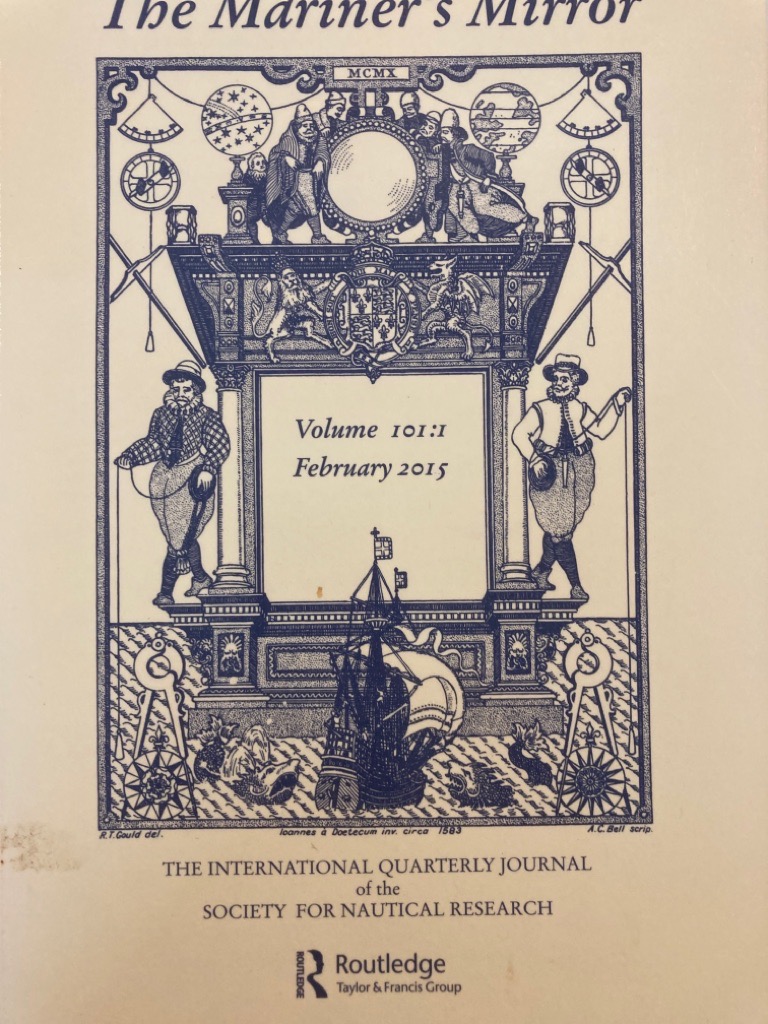 The Mariner's Mirror
MCMX
Volume 101:1
February 2015
R.T. Gould del.
Ioannes à Doetecum inv. circa 1583
A.C. Bell scrip.
THE INTERNATIONAL QUARTERLY JOURNAL
of the
SOCIETY FOR NAUTICAL RESEARCH
ROUTLEDGE
Routledge
Taylor & Francis Group